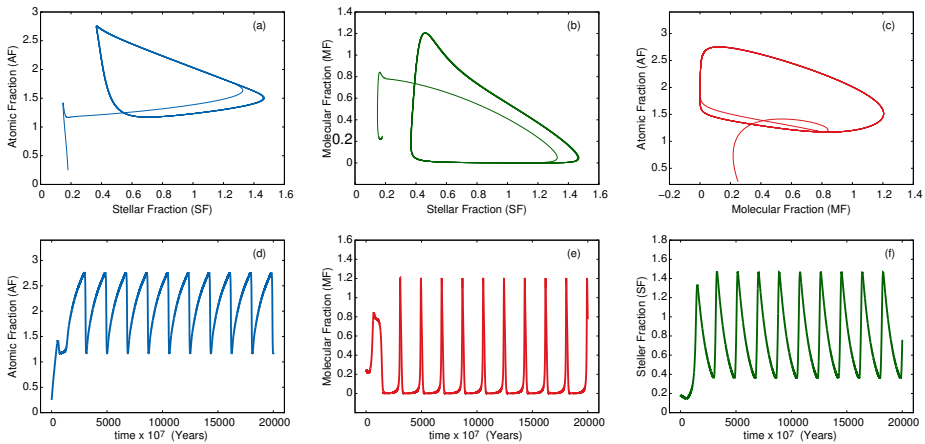 (a)
Atomic Fraction (AF)
3
2.5
2
1.5
1
0.5
0
0 0.2 0.4 0.6 0.8 1 1.2 1.4 1.6
Stellar Fraction (SF)
(b)
Molecular Fraction (MF)
1.4
1.2
1
0.8
0.6
0.4
0.2
0
0 0.2 0.4 0.6 0.8 1 1.2 1.4 1.6
Stellar Fraction (SF)
(c)
Atomic Fraction (AF)
3
2.5
2
1.5
1
0.5
−0.2 0 0.2 0.4 0.6 0.8 1 1.2 1.4
Molecular Fraction (MF)
(d)
Atomic Fraction (AF)
3
2.5
2
1.5
1
0.5
0
0 5000 10000 15000 20000
time x 10^7 (Years)
(e)
Molecular Fraction (MF)
1.6
1.4
1.2
1
0.8
0.6
0.4
0.2
0
0 5000 10000 15000 20000
time x 10^7 (Years)
(f)
Steller Fraction (SF)
1.8
1.6
1.4
1.2
1
0.8
0.6
0.4
0.2
0
0 5000 10000 15000 20000
time x 10^7 (Years)